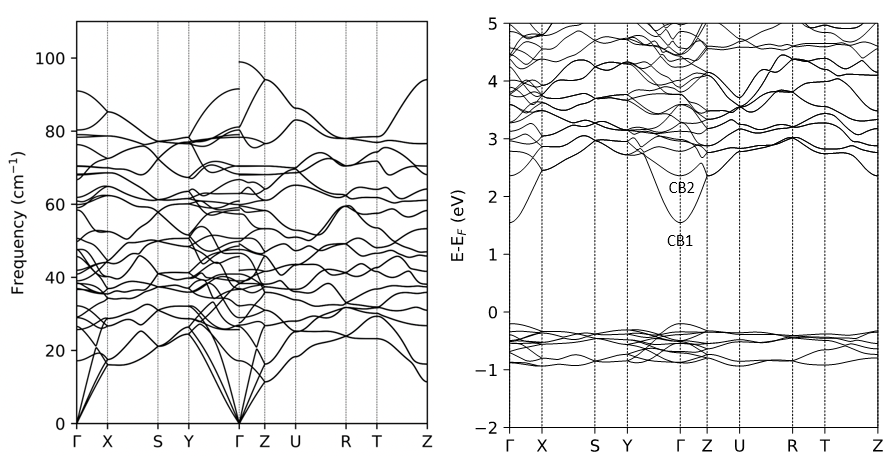 Frequency (cm⁻¹)
100
80
60
40
20
0
Γ X S Y Γ Z U R T Z
E-E_F (eV)
5
4
3
2
1
0
−1
−2
CB2
CB1
Γ X S Y Γ Z U R T Z